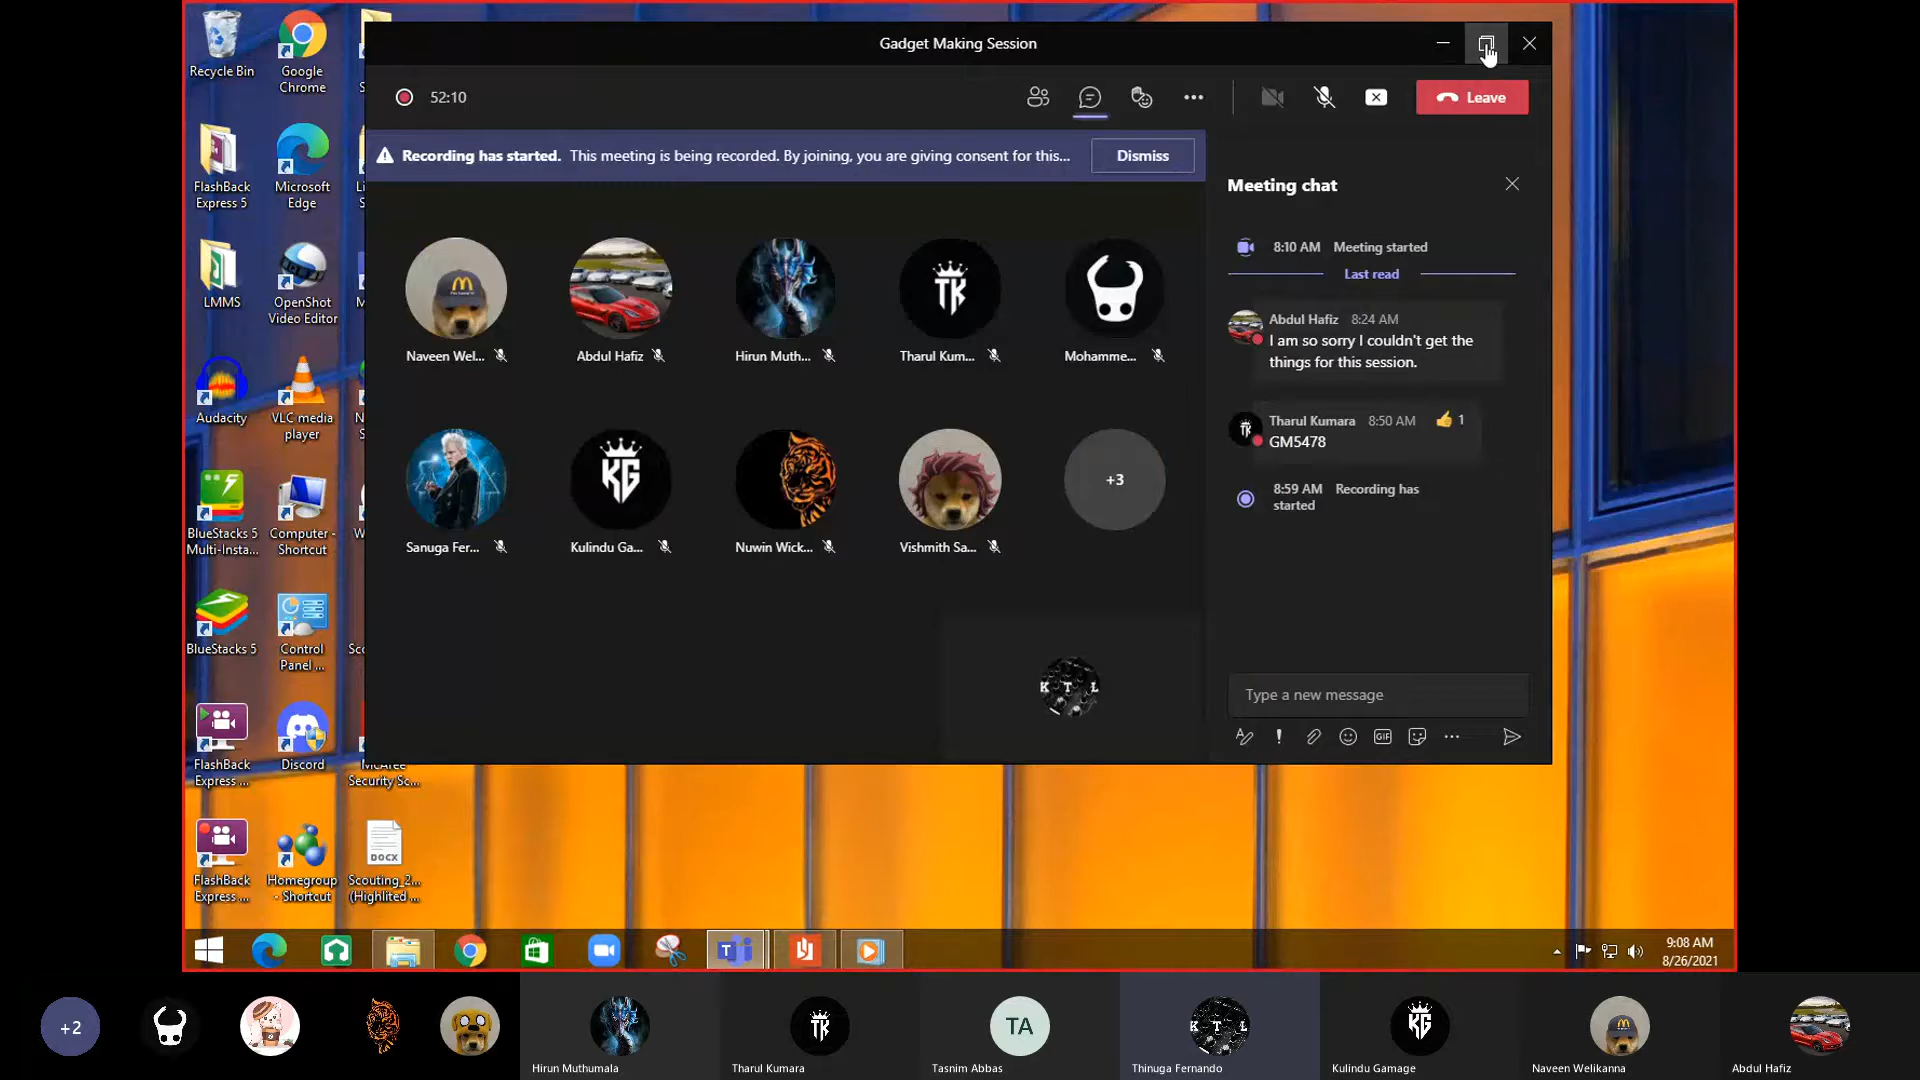 Gadget Making Session
52:10
Leave
Recording has started. This meeting is being recorded. By joining, you are giving consent for this...
Dismiss
Meeting chat
8:10 AM Meeting started
Last read
Abdul Hafiz 8:24 AM
I am so sorry I couldn't get the
things for this session.
Tharul Kumara 8:50 AM 1
GM5478
8:59 AM Recording has
started
Type a new message
GIF
Naveen Wel...
Abdul Hafiz
Hirun Muth...
TK
Tharul Kum...
Mohamme...
Sanuga Fer...
KG
Kulindu Ga...
Nuwin Wick...
Vishmith Sa...
+3
K T L
Recycle Bin
Google
Chrome
FlashBack
Express 5
Microsoft
Edge
LMMS
OpenShot
Video Editor
Audacity
VLC media
player
BlueStacks 5
Multi-Insta...
Computer -
Shortcut
BlueStacks 5
Control
Panel ...
FlashBack
Express ...
Discord
McAfee
Security Sc...
FlashBack
Express ...
Homegroup
- Shortcut
DOCX
Scouting_2...
(Highlited ...
9:08 AM
8/26/2021
+2
Hirun Muthumala
TK
Tharul Kumara
TA
Tasnim Abbas
K T L
Thinuga Fernando
KG
Kulindu Gamage
Naveen Welikanna
Abdul Hafiz